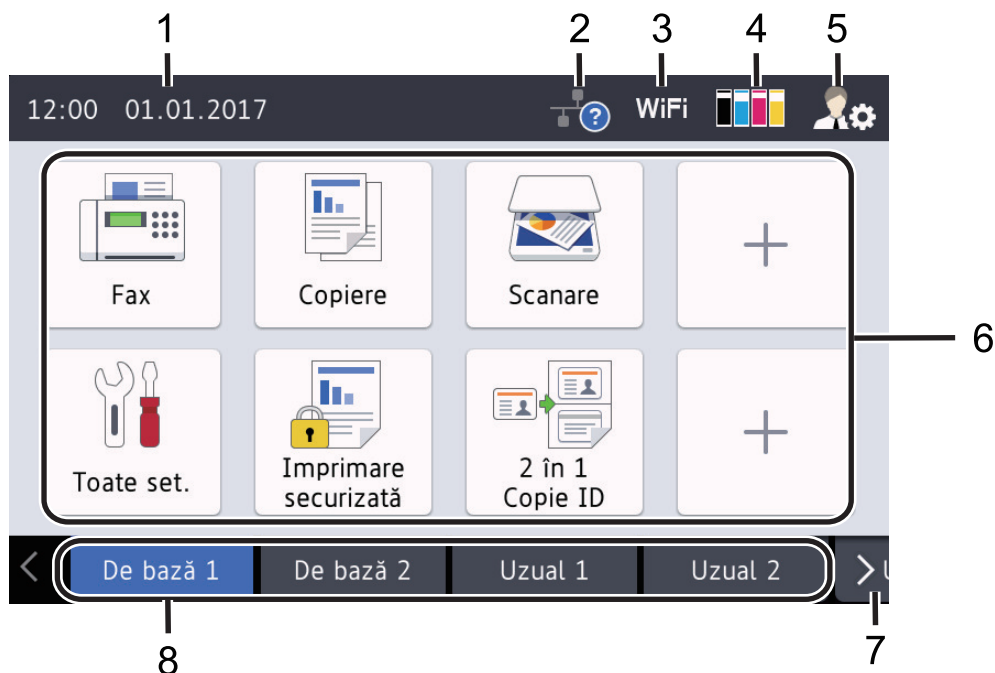 1 2 3 4 5
12:00 01.01.2017 ? WiFi
Fax Copiere Scanare
6
Toate set. Imprimare securizată 2 în 1 Copie ID
De bază 1 De bază 2 Uzual 1 Uzual 2
7
8